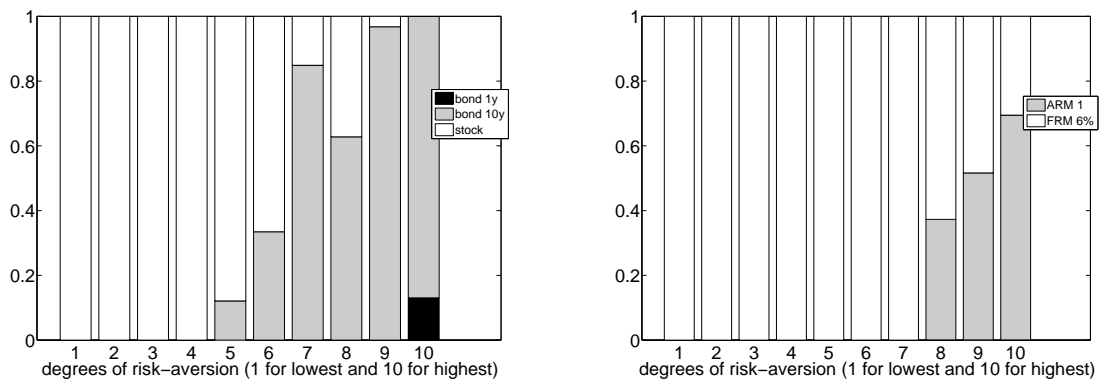 1
0.8
0.6
0.4
0.2
0
bond 1y
bond 10y
stock
1 2 3 4 5 6 7 8 9 10
degrees of risk−aversion (1 for lowest and 10 for highest)
1
0.8
0.6
0.4
0.2
0
ARM 1
FRM 6%
1 2 3 4 5 6 7 8 9 10
degrees of risk−aversion (1 for lowest and 10 for highest)